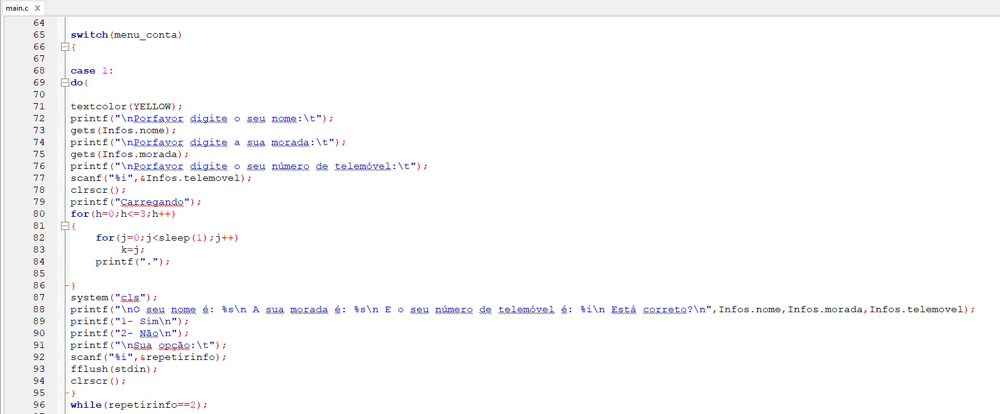 main.c X
64
65 switch(menu_conta)
66 {
67
68 case 1:
69 do{
70
71 textcolor(YELLOW);
72 printf("\nPorfavor digite o seu nome:\t");
73 gets(Infos.nome);
74 printf("\nPorfavor digite a sua morada:\t");
75 gets(Infos.morada);
76 printf("\nPorfavor digite o seu número de telemóvel:\t");
77 scanf("%i",&Infos.telemovel);
78 clrscr();
79 printf("Carregando");
80 for(h=0;h<=3;h++)
81 {
82 for(j=0;j<sleep(1);j++)
83 k=j;
84 printf(".");
85
86 }
87 system("cls");
88 printf("\nO seu nome é: %s\n A sua morada é: %s\n E o seu número de telemóvel é: %i\n Está correto?\n",Infos.nome,Infos.morada,Infos.telemovel);
89 printf("1- Sim\n");
90 printf("2- Não\n");
91 printf("\nSua opção:\t");
92 scanf("%i",&repetirinfo);
93 fflush(stdin);
94 clrscr();
95 }
96 while(repetirinfo==2);